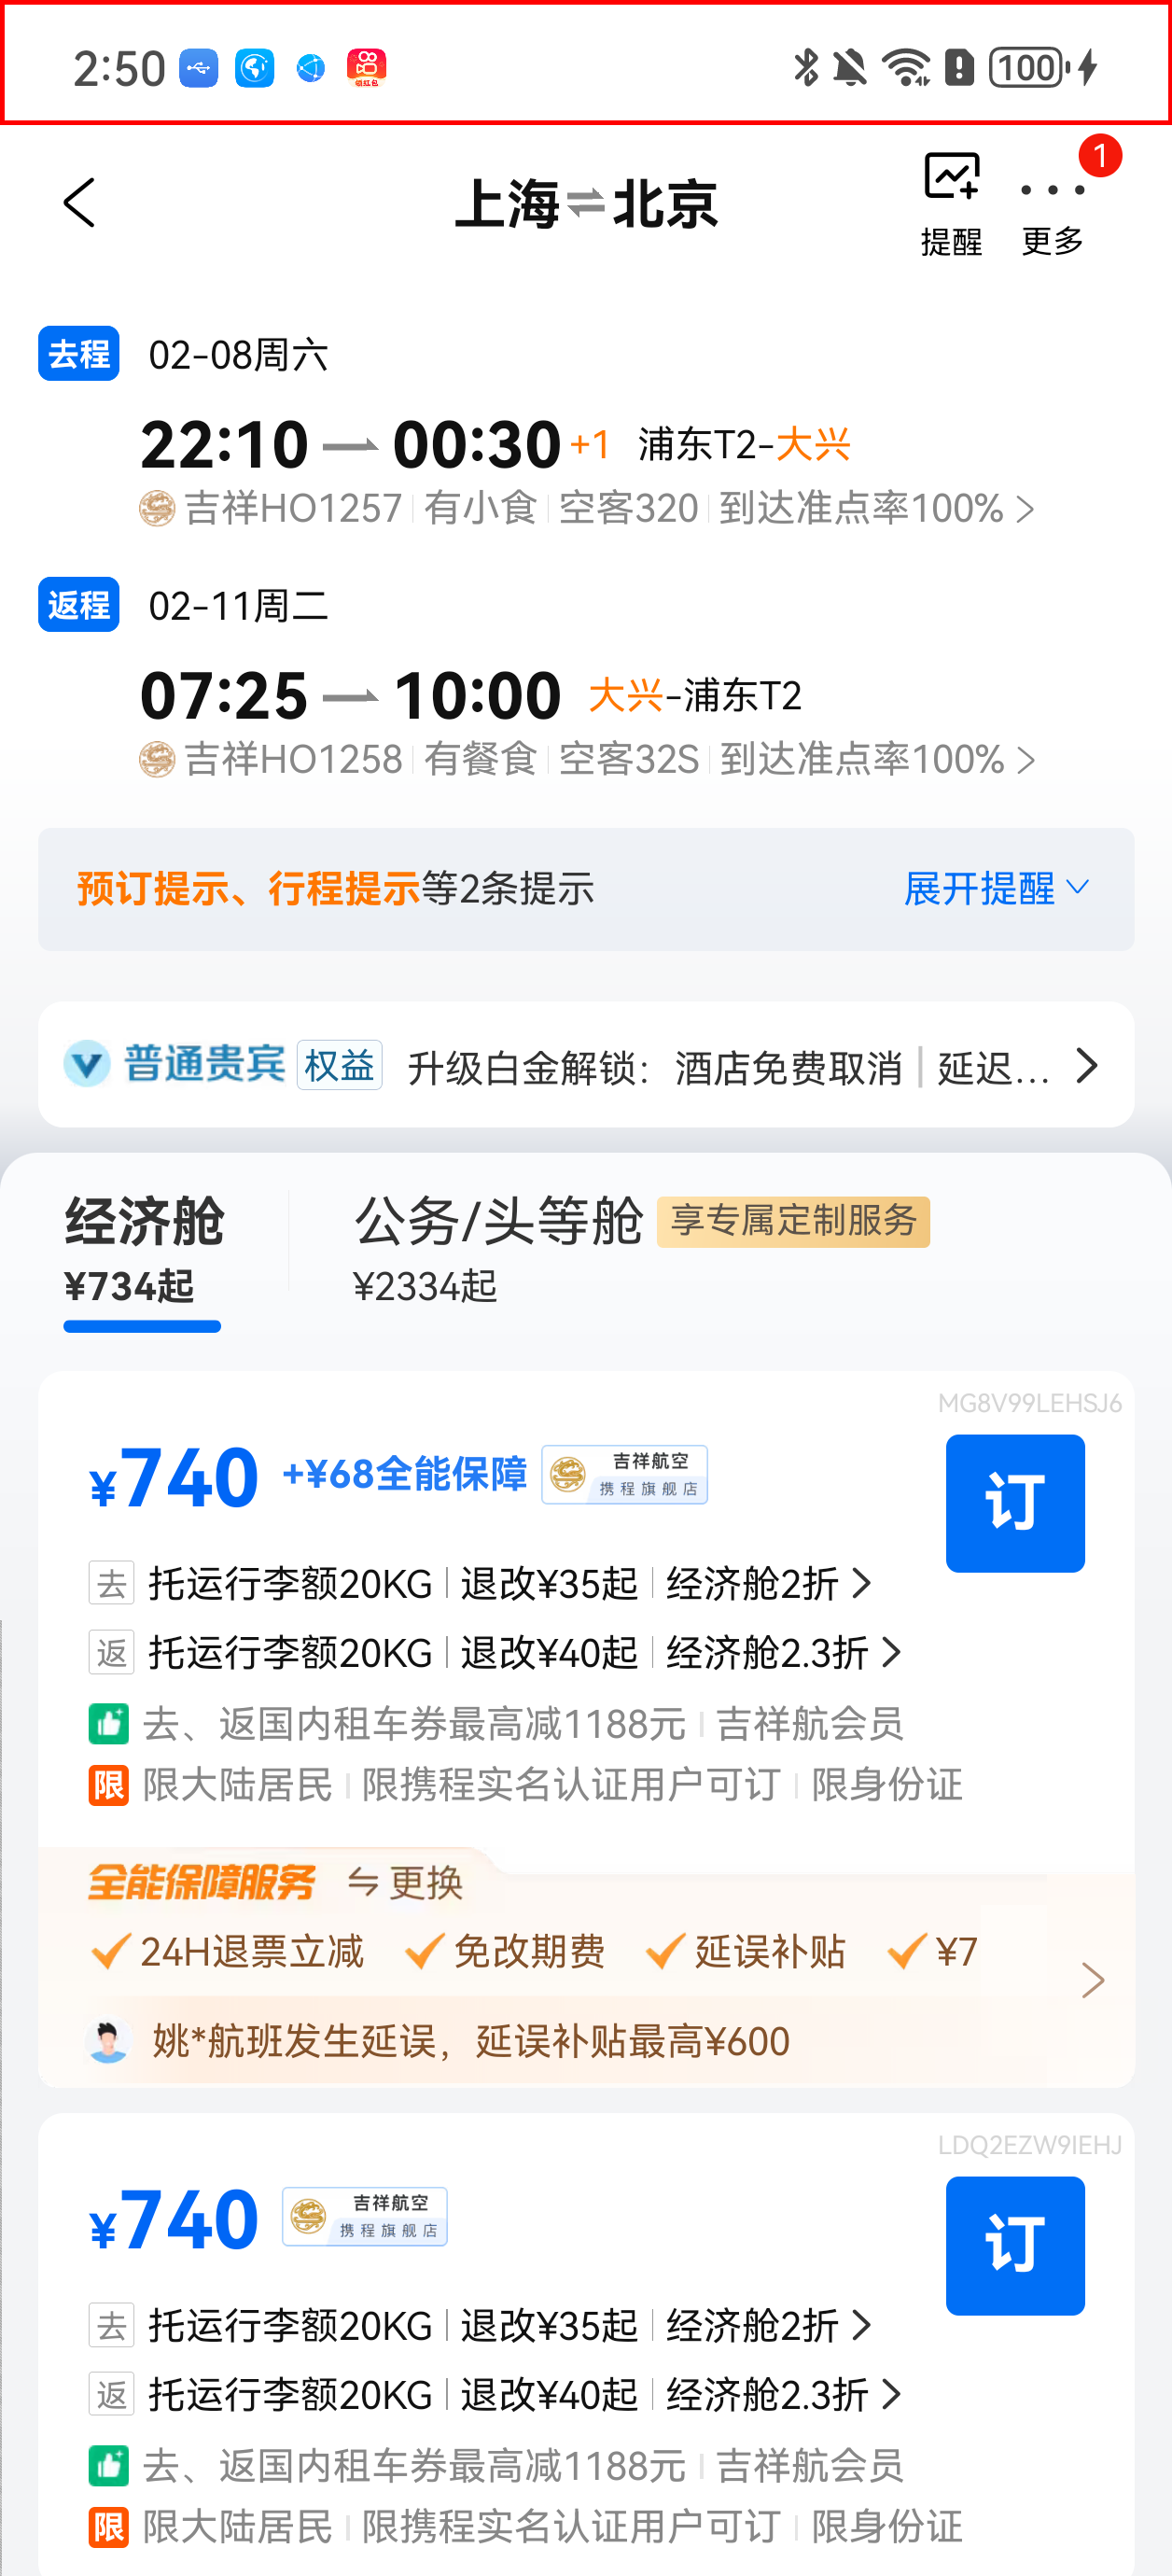 2:50 领红包 100
上海⇌北京
1
提醒 更多
去程 02-08周六
22:10 00:30 +1 浦东T2-大兴
吉祥HO1257 有小食 空客320 到达准点率100%
返程 02-11周二
07:25 10:00 大兴-浦东T2
吉祥HO1258 有餐食 空客32S 到达准点率100%
预订提示、行程提示等2条提示 展开提醒
普通贵宾 权益 升级白金解锁：酒店免费取消 | 延迟...
经济舱 公务/头等舱 享专属定制服务
¥734起 ¥2334起
MG8V99LEHSJ6
¥740 +¥68全能保障 吉祥航空 携程旗舰店 订
去 托运行李额20KG 退改¥35起 经济舱2折
返 托运行李额20KG 退改¥40起 经济舱2.3折
去、返国内租车券最高减1188元 吉祥航会员
限 限大陆居民 限携程实名认证用户可订 限身份证
全能保障服务 更换
24H退票立减 免改期费 延误补贴 ¥7
姚*航班发生延误，延误补贴最高¥600
LDQ2EZW9IEHJ
¥740 吉祥航空 携程旗舰店 订
去 托运行李额20KG 退改¥35起 经济舱2折
返 托运行李额20KG 退改¥40起 经济舱2.3折
去、返国内租车券最高减1188元 吉祥航会员
限 限大陆居民 限携程实名认证用户可订 限身份证